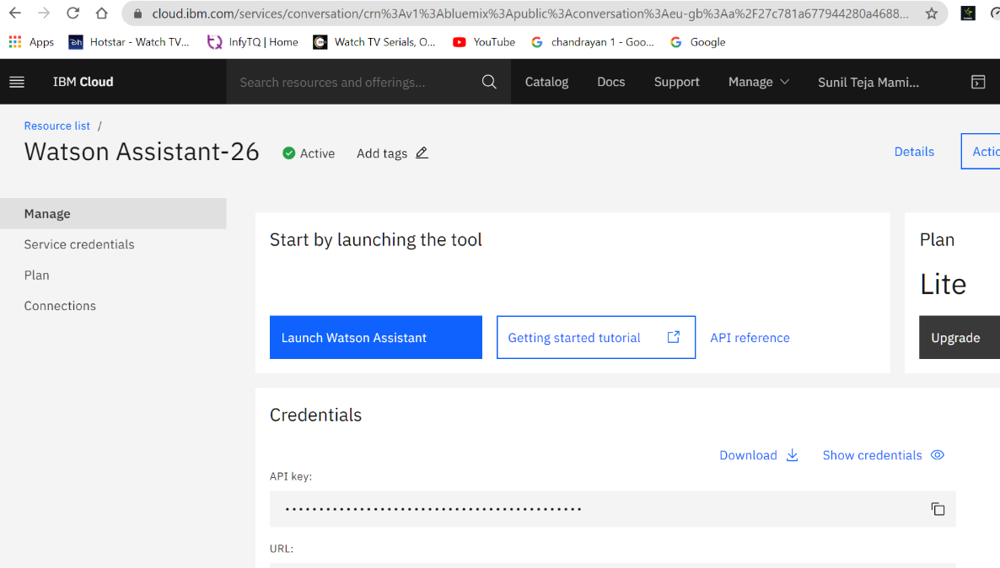 cloud.ibm.com/services/conversation/crn%3Av1%3Abluemix%3Apublic%3Aconversation%3Aeu-gb%3Aa%2F27c781a677944280a4688...
Apps Hotstar - Watch TV... InfyTQ | Home Watch TV Serials, O... YouTube chandrayan 1 - Goo... Google
IBM Cloud Search resources and offerings... Catalog Docs Support Manage Sunil Teja Mami...
Resource list /
Watson Assistant-26 Active Add tags Details Actio
Manage
Service credentials
Plan
Connections
Start by launching the tool
Launch Watson Assistant Getting started tutorial API reference
Plan
Lite
Upgrade
Credentials
Download Show credentials
API key:
••••••••••••••••••••••••••••••••••••••••••••
URL: